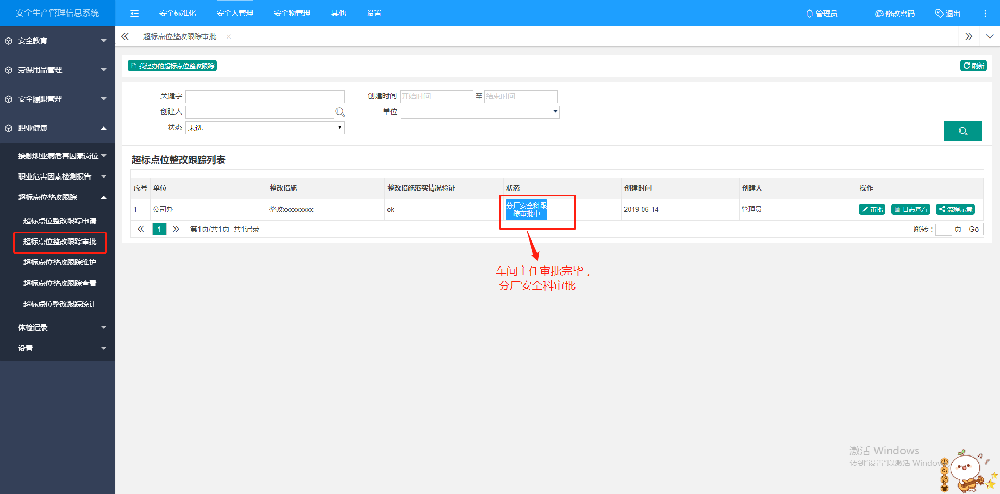 安全生产管理信息系统
安全标准化 安全人管理 安全物管理 其他 设置
管理员 修改密码 退出
安全教育
劳保用品管理
安全履职管理
职业健康
接触职业病危害因素岗位...
职业危害因素检测报告
超标点位整改跟踪
超标点位整改跟踪申请
超标点位整改跟踪审批
超标点位整改跟踪维护
超标点位整改跟踪查看
超标点位整改跟踪统计
体检记录
设置
超标点位整改跟踪审批 ×
我经办的超标点位整改跟踪
刷新
关键字 创建时间 开始时间 至 结束时间
创建人 单位
状态 未选
超标点位整改跟踪列表
序号 单位 整改措施 整改措施落实情况验证 状态 创建时间 创建人 操作
1 公司办 整改xxxxxxxxx ok 分厂安全科跟
踪审批中 2019-06-14 管理员 审批 日志查看 流程示意
1 第1页/共1页 共1记录 跳转： 页 Go
车间主任审批完毕，
分厂安全科审批
激活 Windows
转到"设置"以激活 Window
中
简